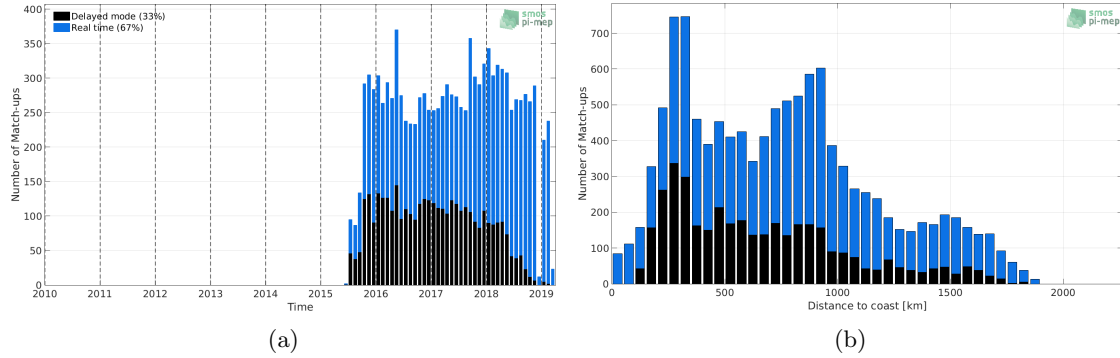 400
350
300
250
200
150
100
50
0
Number of Match-ups
Delayed mode (33%)
Real time (67%)
smos
pi-mep
2010 2011 2012 2013 2014 2015 2016 2017 2018 2019
Time
(a)
700
600
500
400
300
200
100
0
Number of Match-ups
smos
pi-mep
0 500 1000 1500 2000
Distance to coast [km]
(b)